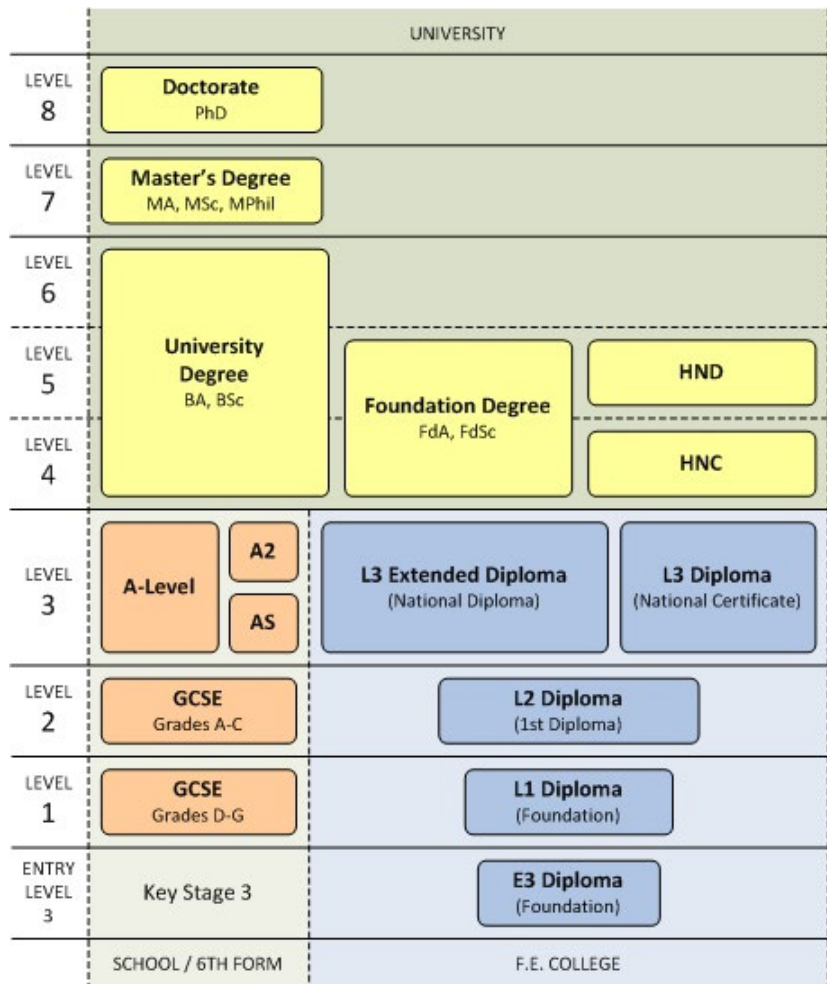 UNIVERSITY
LEVEL
8
Doctorate
PhD
LEVEL
7
Master's Degree
MA, MSc, MPhil
LEVEL
6
University
Degree
BA, BSc
LEVEL
5
Foundation Degree
FdA, FdSc
HND
LEVEL
4
HNC
LEVEL
3
A-Level
A2
AS
L3 Extended Diploma
(National Diploma)
L3 Diploma
(National Certificate)
LEVEL
2
GCSE
Grades A-C
L2 Diploma
(1st Diploma)
LEVEL
1
GCSE
Grades D-G
L1 Diploma
(Foundation)
ENTRY
LEVEL
3
Key Stage 3
E3 Diploma
(Foundation)
SCHOOL / 6TH FORM
F.E. COLLEGE